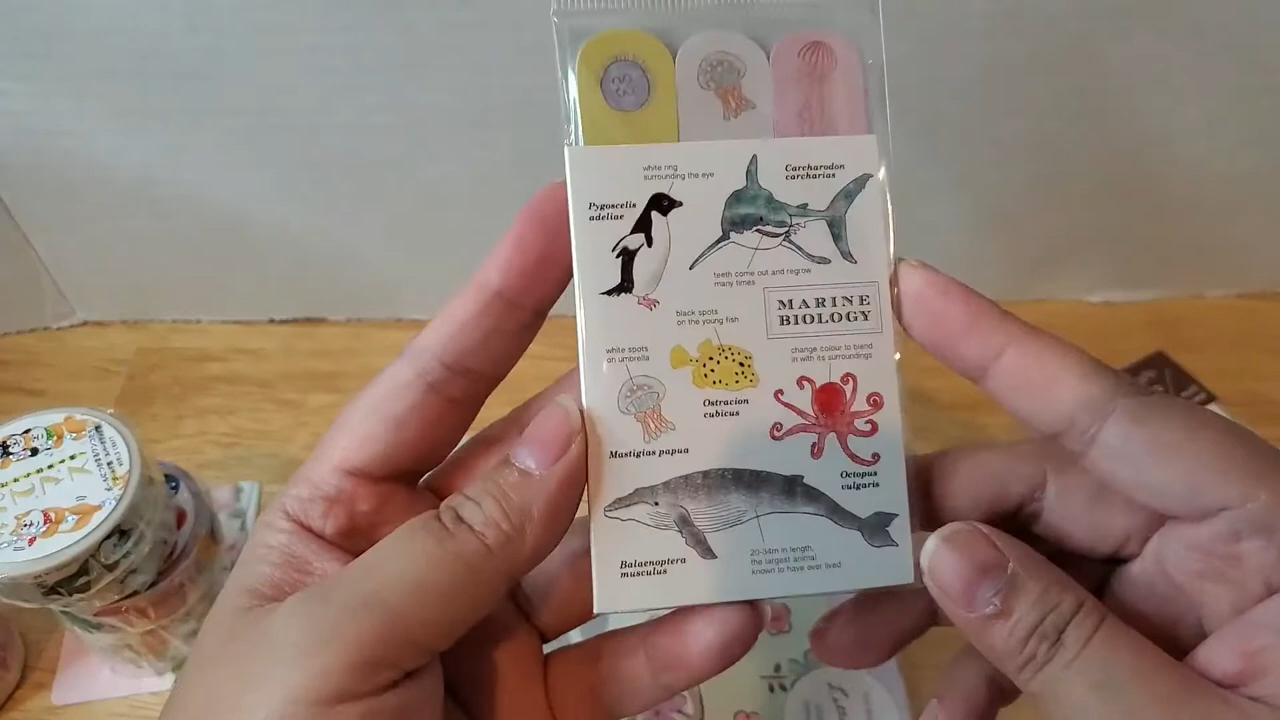 white ring
surrounding the eye
Carcharodon
carcharias
Pygoscelis
adeliae
teeth come out and regrow
many times
MARINE
BIOLOGY
black spots
on the young fish
white spots
on umbrella
change colour to blend
in with its surroundings
Ostracion
cubicus
Mastigias papua
Octopus
vulgaris
Balaenoptera
musculus
20-34m in length,
the largest animal
known to have ever lived